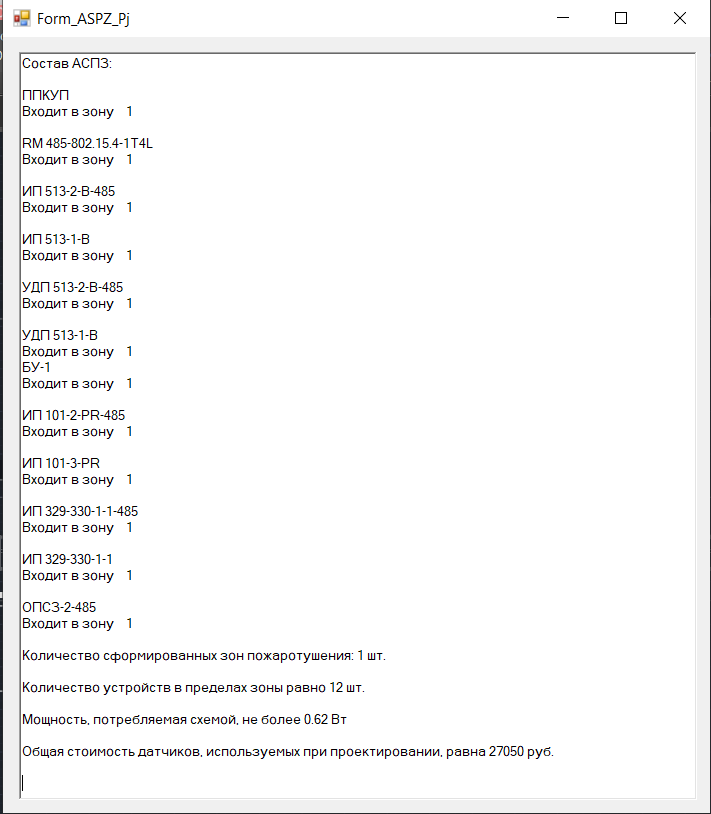 Form_ASPZ_Pj
Состав АСПЗ:
ППКУП
Входит в зону 1
RM 485-802.15.4-1T4L
Входит в зону 1
ИП 513-2-В-485
Входит в зону 1
ИП 513-1-В
Входит в зону 1
УДП 513-2-В-485
Входит в зону 1
УДП 513-1-В
Входит в зону 1
БУ-1
Входит в зону 1
ИП 101-2-PR-485
Входит в зону 1
ИП 101-3-PR
Входит в зону 1
ИП 329-330-1-1-485
Входит в зону 1
ИП 329-330-1-1
Входит в зону 1
ОПСЗ-2-485
Входит в зону 1
Количество сформированных зон пожаротушения: 1 шт.
Количество устройств в пределах зоны равно 12 шт.
Мощность, потребляемая схемой, не более 0.62 Вт
Общая стоимость датчиков, используемых при проектировании, равна 27050 руб.